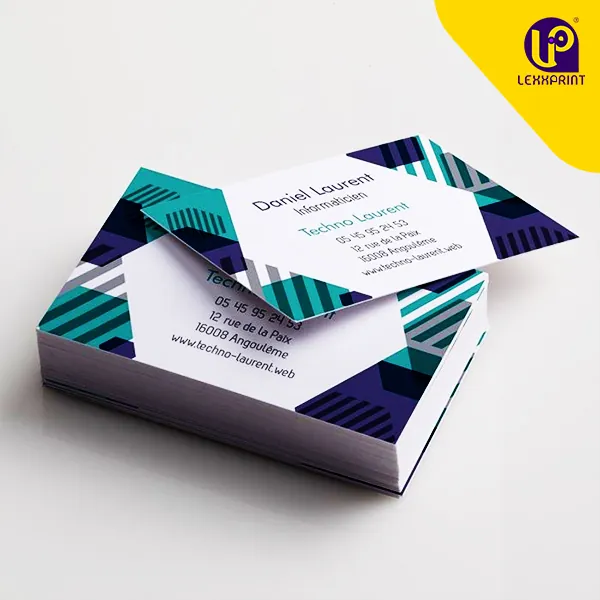 LEXXPRINT
Daniel Laurent
Informaticien
Techno Laurent
05 45 95 24 53
12 rue de la Paix
16008 Angoulême
www.techno-laurent.web
05 45 95 24 53
12 rue de la Paix
16008 Angoulême
www.techno-laurent.web